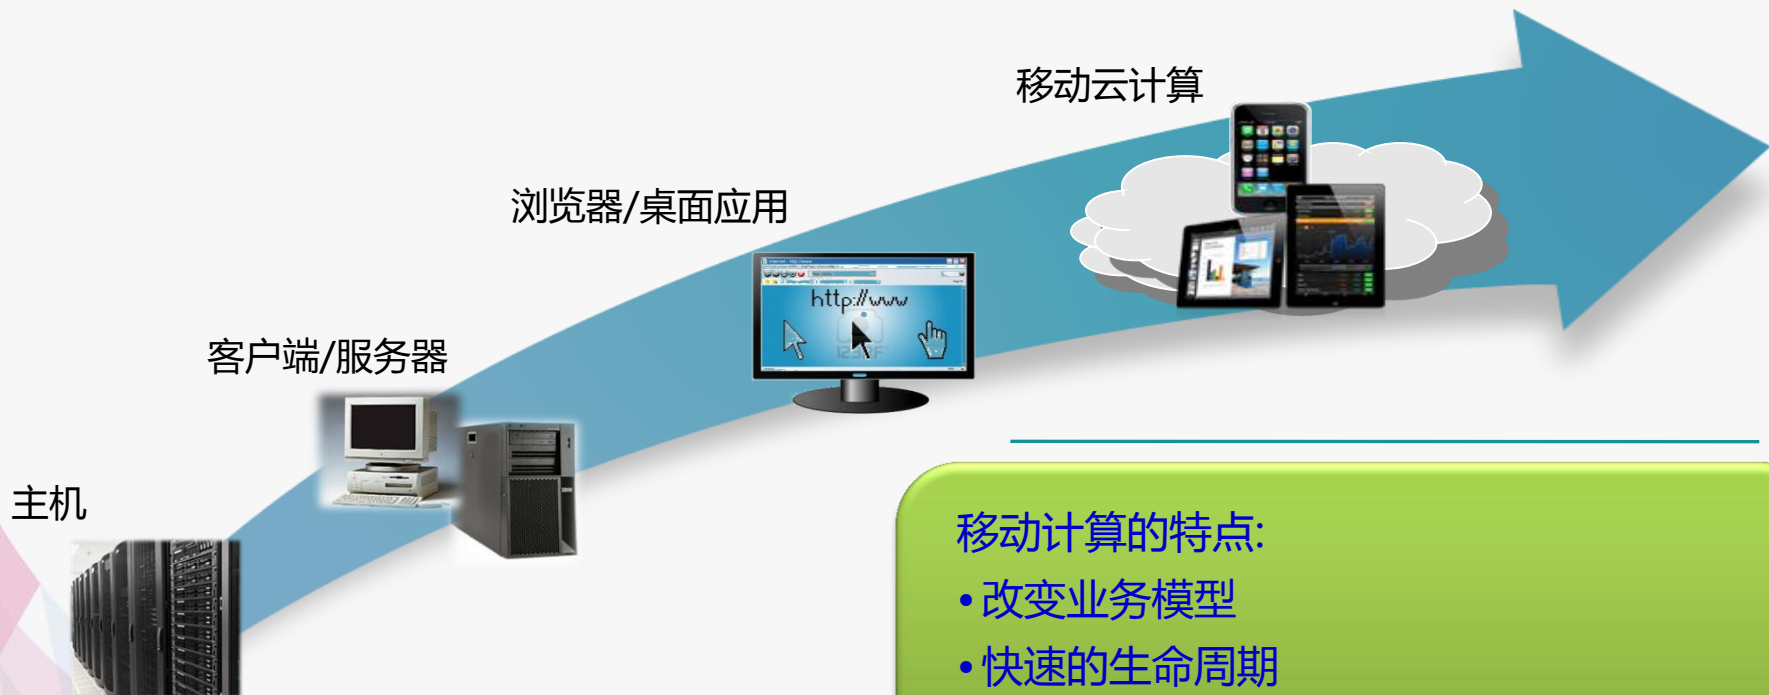 移动云计算
浏览器/桌面应用
http://www
客户端/服务器
主机
移动计算的特点:
•改变业务模型
•快速的生命周期